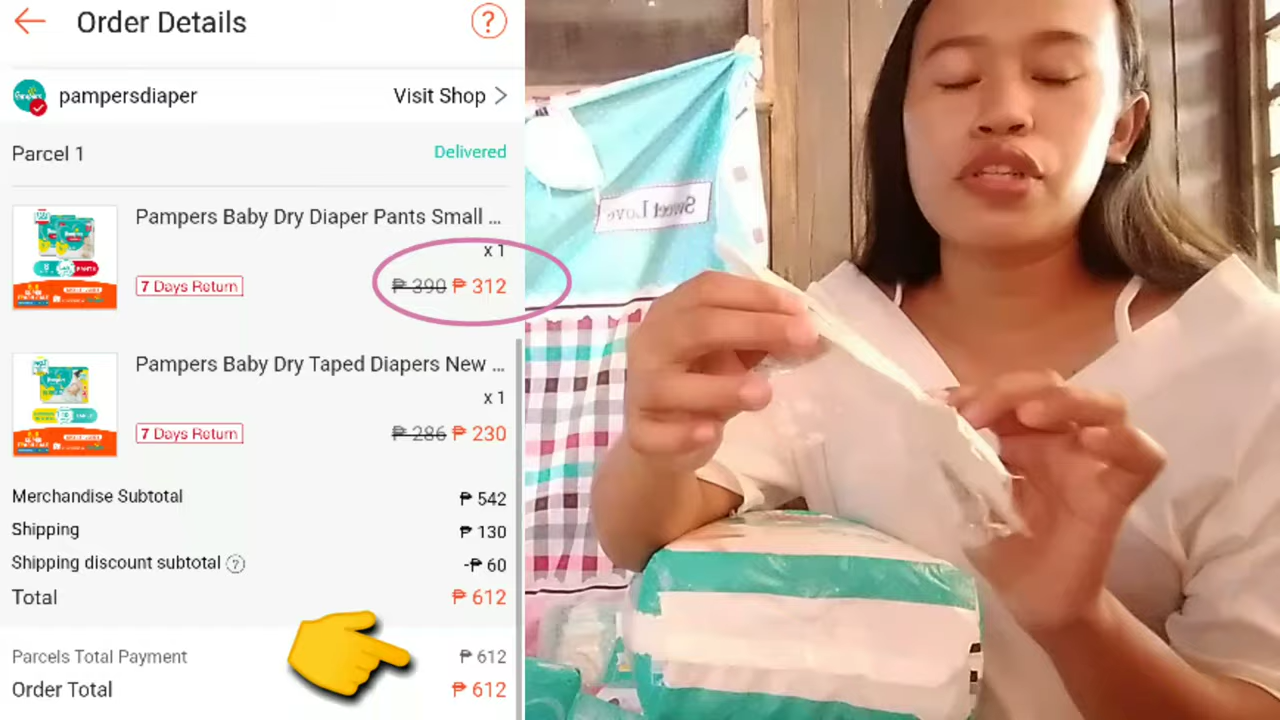 Order Details
?
pampersdiaper
Visit Shop >
Parcel 1
Delivered
Pampers Baby Dry Diaper Pants Small ...
x 1
7 Days Return
₱ 390 ₱ 312
Pampers Baby Dry Taped Diapers New ...
x 1
7 Days Return
₱ 286 ₱ 230
Merchandise Subtotal
₱ 542
Shipping
₱ 130
Shipping discount subtotal ?
-₱ 60
Total
₱ 612
Parcels Total Payment
₱ 612
Order Total
₱ 612
Sweet Love